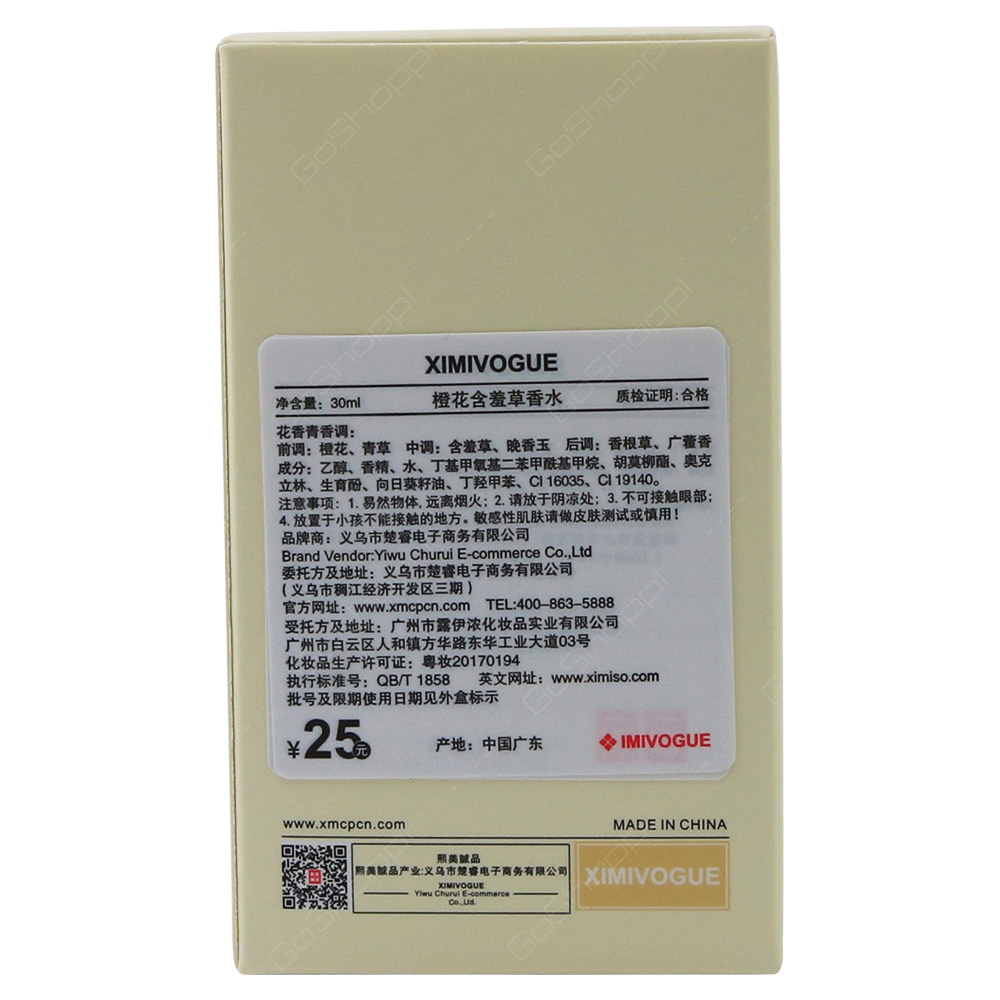 XIMIVOGUE
净含量：30ml 橙花含羞草香水 质检证明:合格
花香青香调：
前调：橙花、青草 中调：含羞草、晚香玉 后调：香根草、广藿香
成分：乙醇、香精、水、丁基甲氧基二苯甲酰基甲烷、胡莫柳酯、奥克
立林、生育酚、向日葵籽油、丁羟甲苯、CI 16035、CI 19140。
注意事项：1.易然物体，远离烟火；2.请放于阴凉处；3.不可接触眼部；
4.放置于小孩不能接触的地方。敏感性肌肤请做皮肤测试或慎用！
品牌商：义乌市楚睿电子商务有限公司
Brand Vendor:Yiwu Churui E-commerce Co.,Ltd
委托方及地址：义乌市楚睿电子商务有限公司
（义乌市稠江经济开发区三期）
官方网址：www.xmcpcn.com TEL:400-863-5888
受托方及地址：广州市露伊浓化妆品实业有限公司
广州市白云区人和镇方华路东华工业大道03号
化妆品生产许可证：粤妆20170194
执行标准号：QB/T 1858 英文网址：www.ximiso.com
批号及限期使用日期见外盒标示
¥25元 产地：中国广东 IMIVOGUE
www.xmcpcn.com MADE IN CHINA
熙美誠品
熙美誠品产业:义乌市楚睿电子商务有限公司
XIMIVOGUE
Yiwu Churui E-commerce
Co.,Ltd.
XIMIVOGUE
GoShoppi